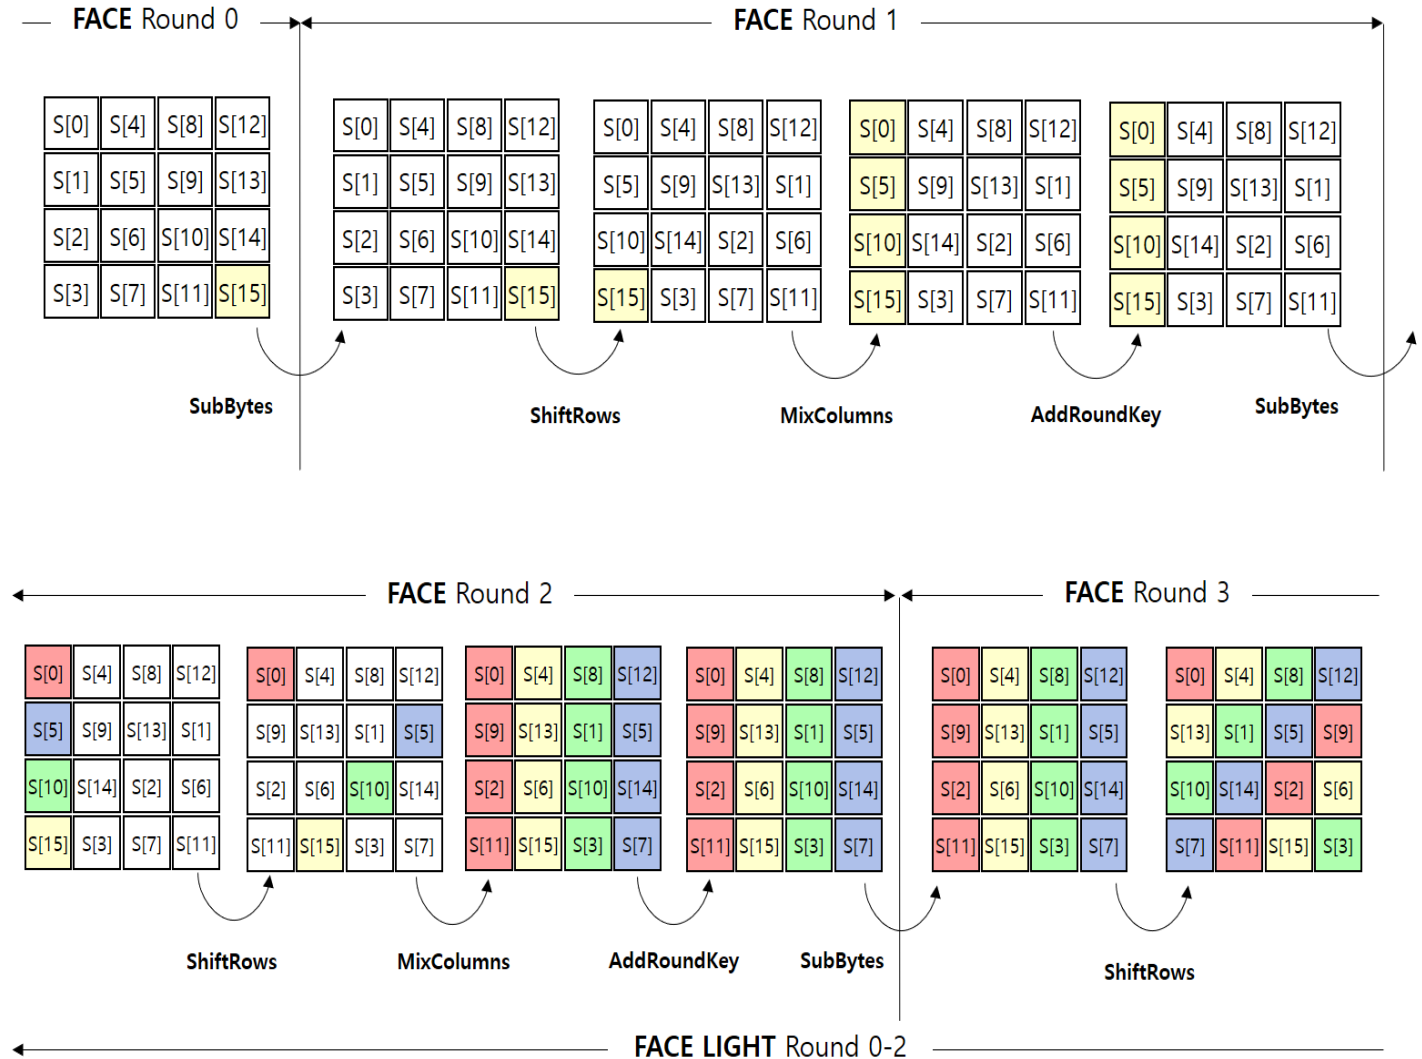 FACE Round 0 FACE Round 1
S[0] S[4] S[8] S[12] S[0] S[4] S[8] S[12] S[0] S[4] S[8] S[12] S[0] S[4] S[8] S[12] S[0] S[4] S[8] S[12]
S[1] S[5] S[9] S[13] S[1] S[5] S[9] S[13] S[5] S[9] S[13] S[1] S[5] S[9] S[13] S[1] S[5] S[9] S[13] S[1]
S[2] S[6] S[10] S[14] S[2] S[6] S[10] S[14] S[10] S[14] S[2] S[6] S[10] S[14] S[2] S[6] S[10] S[14] S[2] S[6]
S[3] S[7] S[11] S[15] S[3] S[7] S[11] S[15] S[15] S[3] S[7] S[11] S[15] S[3] S[7] S[11] S[15] S[3] S[7] S[11]
SubBytes ShiftRows MixColumns AddRoundKey SubBytes
FACE Round 2 FACE Round 3
S[0] S[4] S[8] S[12] S[0] S[4] S[8] S[12] S[0] S[4] S[8] S[12] S[0] S[4] S[8] S[12] S[0] S[4] S[8] S[12] S[0] S[4] S[8] S[12]
S[5] S[9] S[13] S[1] S[9] S[13] S[1] S[5] S[9] S[13] S[1] S[5] S[9] S[13] S[1] S[5] S[9] S[13] S[1] S[5] S[13] S[1] S[5] S[9]
S[10] S[14] S[2] S[6] S[2] S[6] S[10] S[14] S[2] S[6] S[10] S[14] S[2] S[6] S[10] S[14] S[2] S[6] S[10] S[14] S[10] S[14] S[2] S[6]
S[15] S[3] S[7] S[11] S[11] S[15] S[3] S[7] S[11] S[15] S[3] S[7] S[11] S[15] S[3] S[7] S[11] S[15] S[3] S[7] S[7] S[11] S[15] S[3]
ShiftRows MixColumns AddRoundKey SubBytes ShiftRows
FACE LIGHT Round 0-2